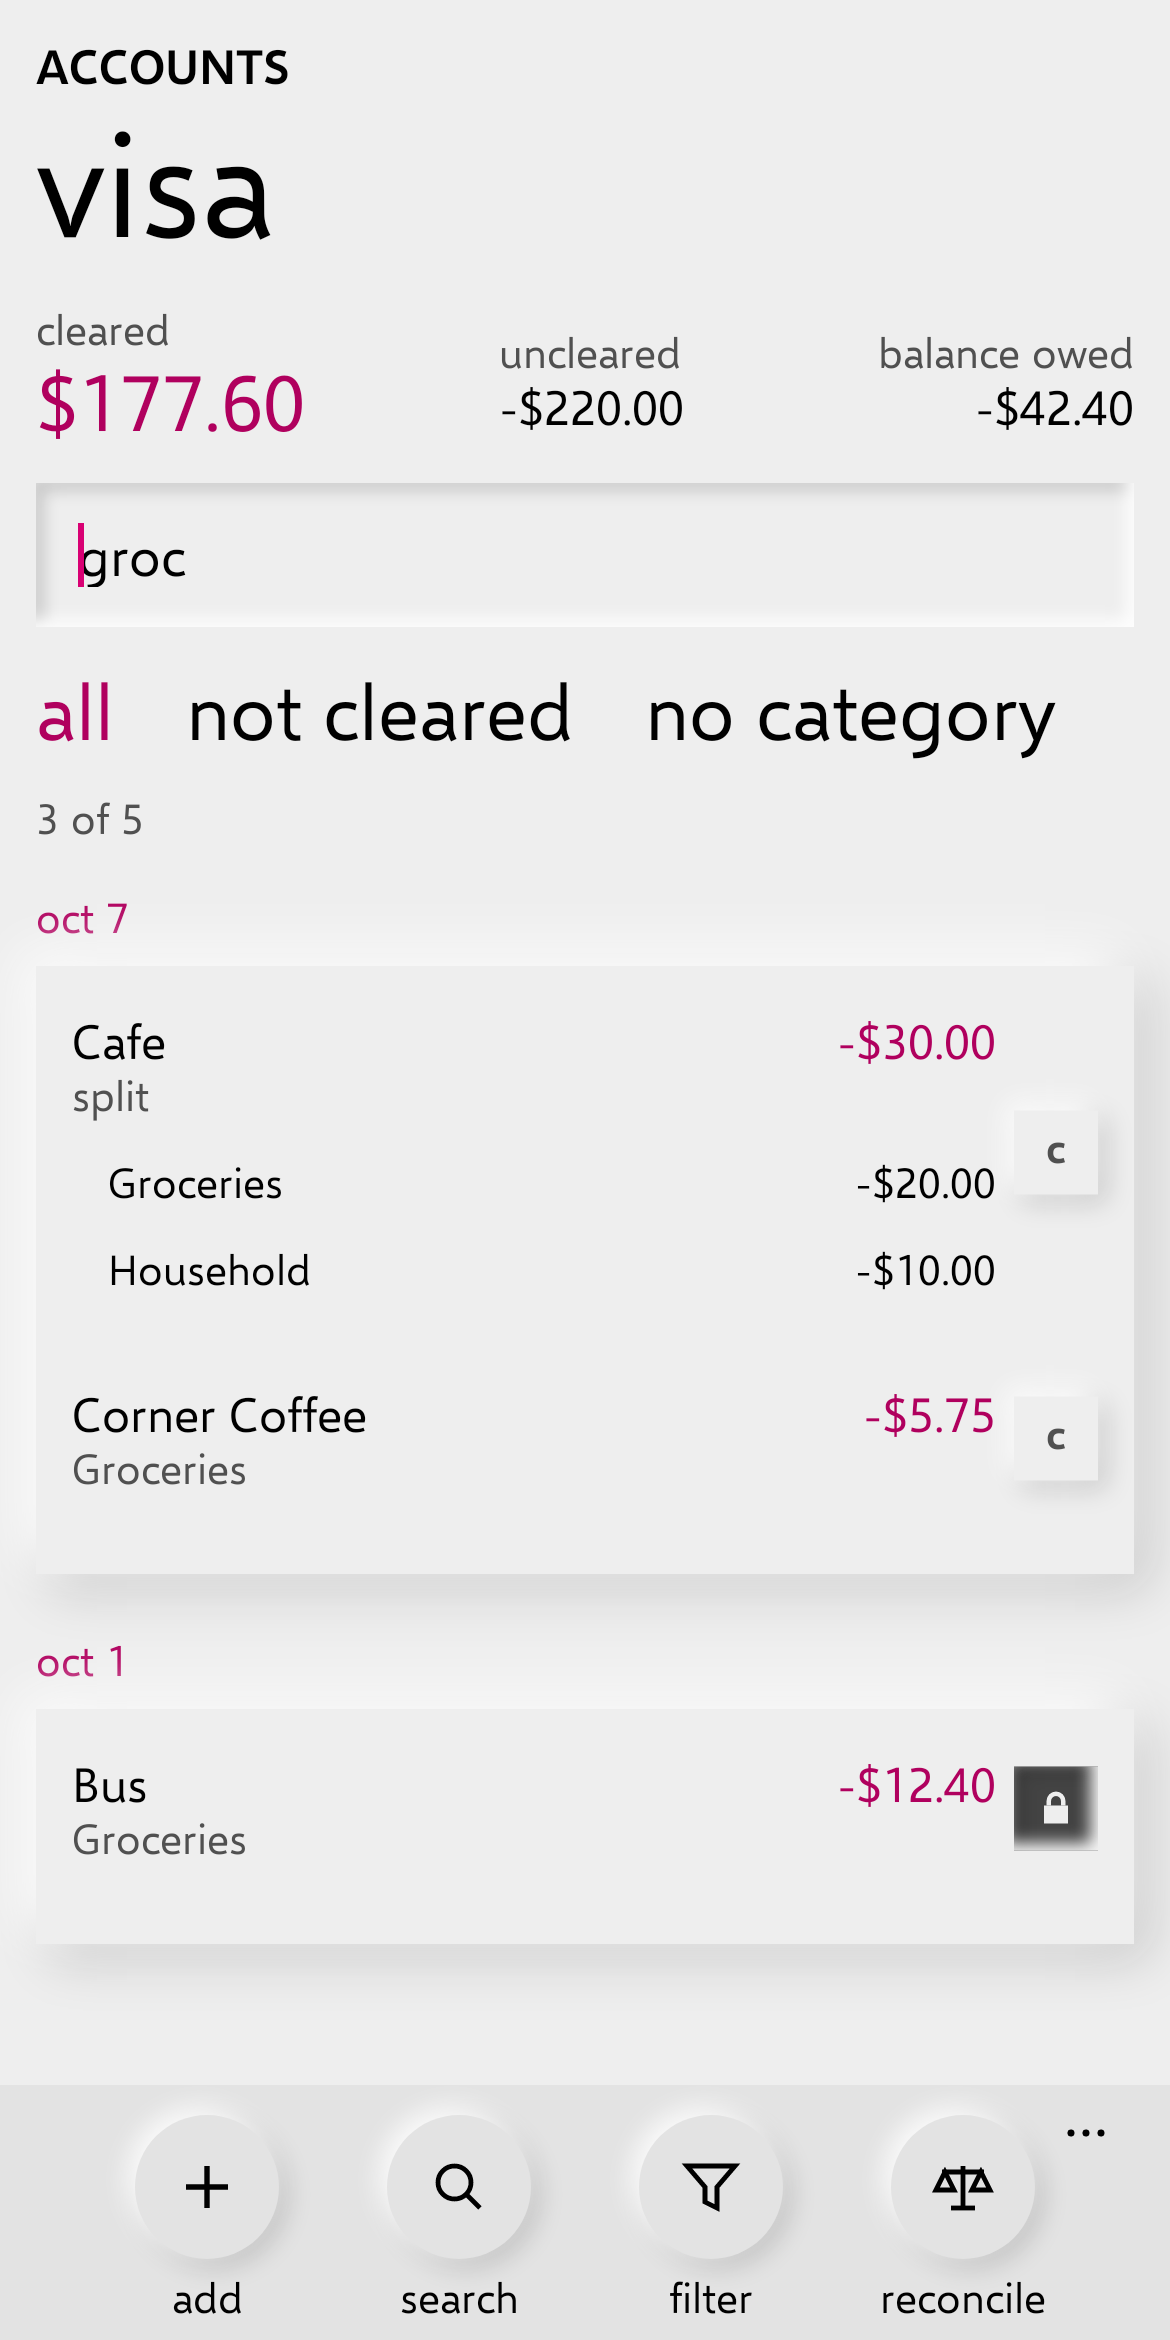 ACCOUNTS
visa
cleared
$177.60
uncleared
-$220.00
balance owed
-$42.40
groc
all not cleared no category
3 of 5
oct 7
Cafe -$30.00
split
c
Groceries -$20.00
Household -$10.00
Corner Coffee -$5.75
c
Groceries
oct 1
Bus -$12.40
Groceries
add search filter reconcile